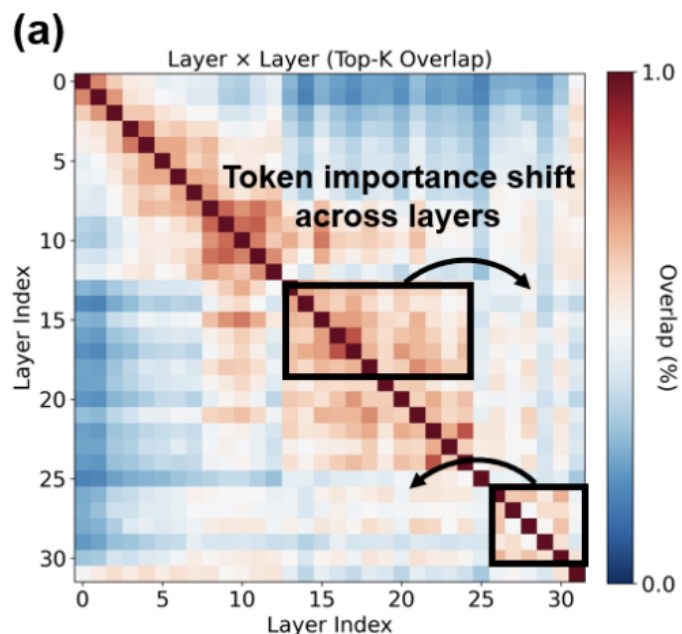 (a)
Layer × Layer (Top-K Overlap)
0
5
10
15
20
25
30
Layer Index
Token importance shift
across layers
0
5
10
15
20
25
30
Layer Index
1.0
Overlap (%)
0.0